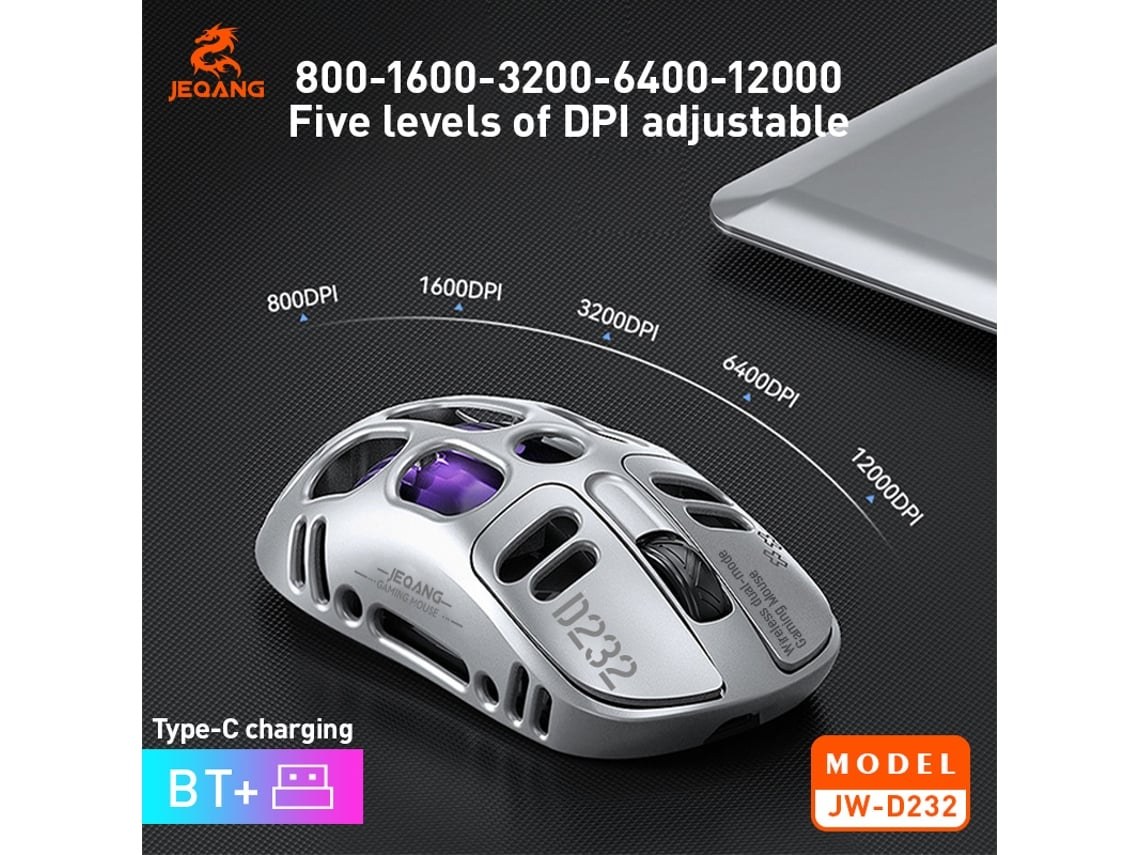 JEQANG
800-1600-3200-6400-12000
Five levels of DPI adjustable
800DPI
1600DPI
3200DPI
6400DPI
12000DPI
JEQANG
GAMING MOUSE
D232
Wireless dual-mode
Gaming Mouse
Type-C charging
BT+
MODEL
JW-D232